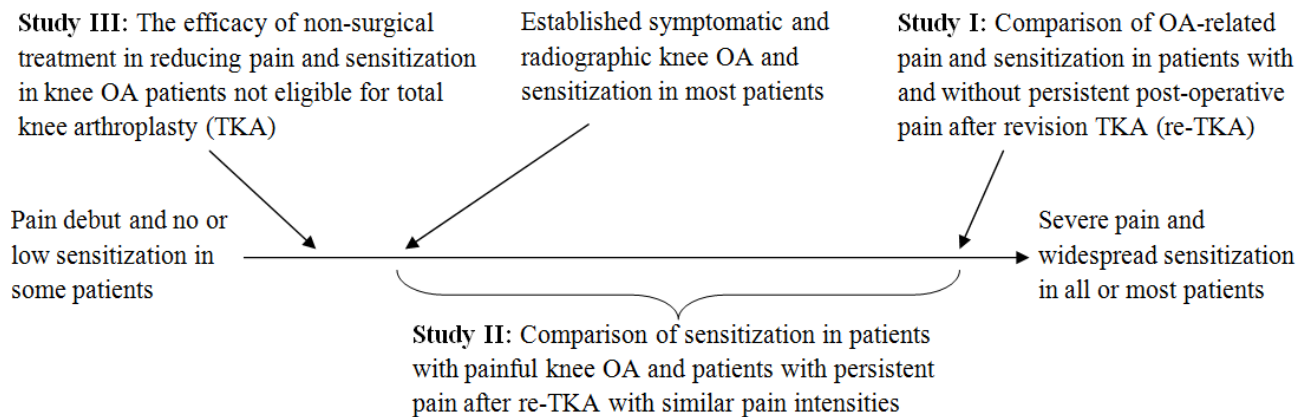 Study III: The efficacy of non-surgical
treatment in reducing pain and sensitization
in knee OA patients not eligible for total
knee arthroplasty (TKA)
Established symptomatic and
radiographic knee OA and
sensitization in most patients
Study I: Comparison of OA-related
pain and sensitization in patients with
and without persistent post-operative
pain after revision TKA (re-TKA)
Pain debut and no or
low sensitization in
some patients
Severe pain and
widespread sensitization
in all or most patients
Study II: Comparison of sensitization in patients
with painful knee OA and patients with persistent
pain after re-TKA with similar pain intensities